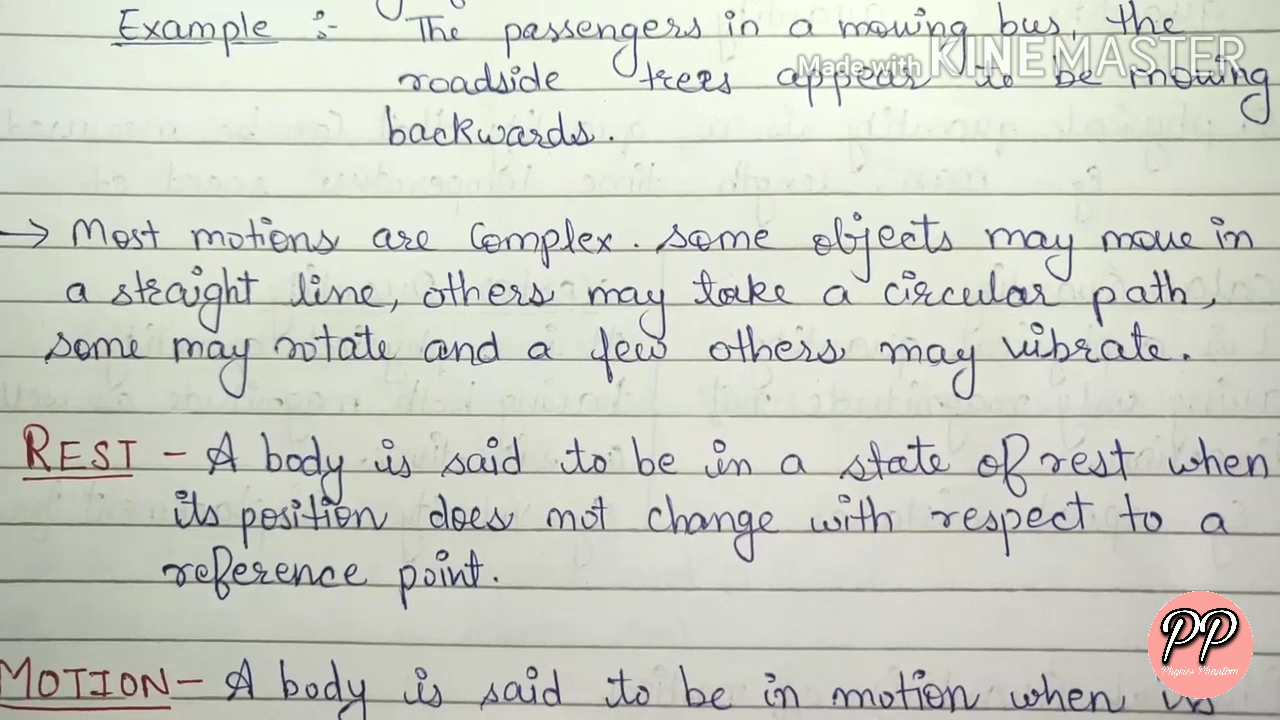 Example :- The passengers in a moving bus, the
Made with KINEMASTER
roadside trees appear to be moving
backwards.
→ Most motions are complex. Some objects may move in
a straight line, others may take a circular path,
some may rotate and a few others may vibrate.
REST - A body is said to be in a state of rest when
its position does not change with respect to a
reference point.
PP
Physics Phantom
MOTION - A body is said to be in motion when its